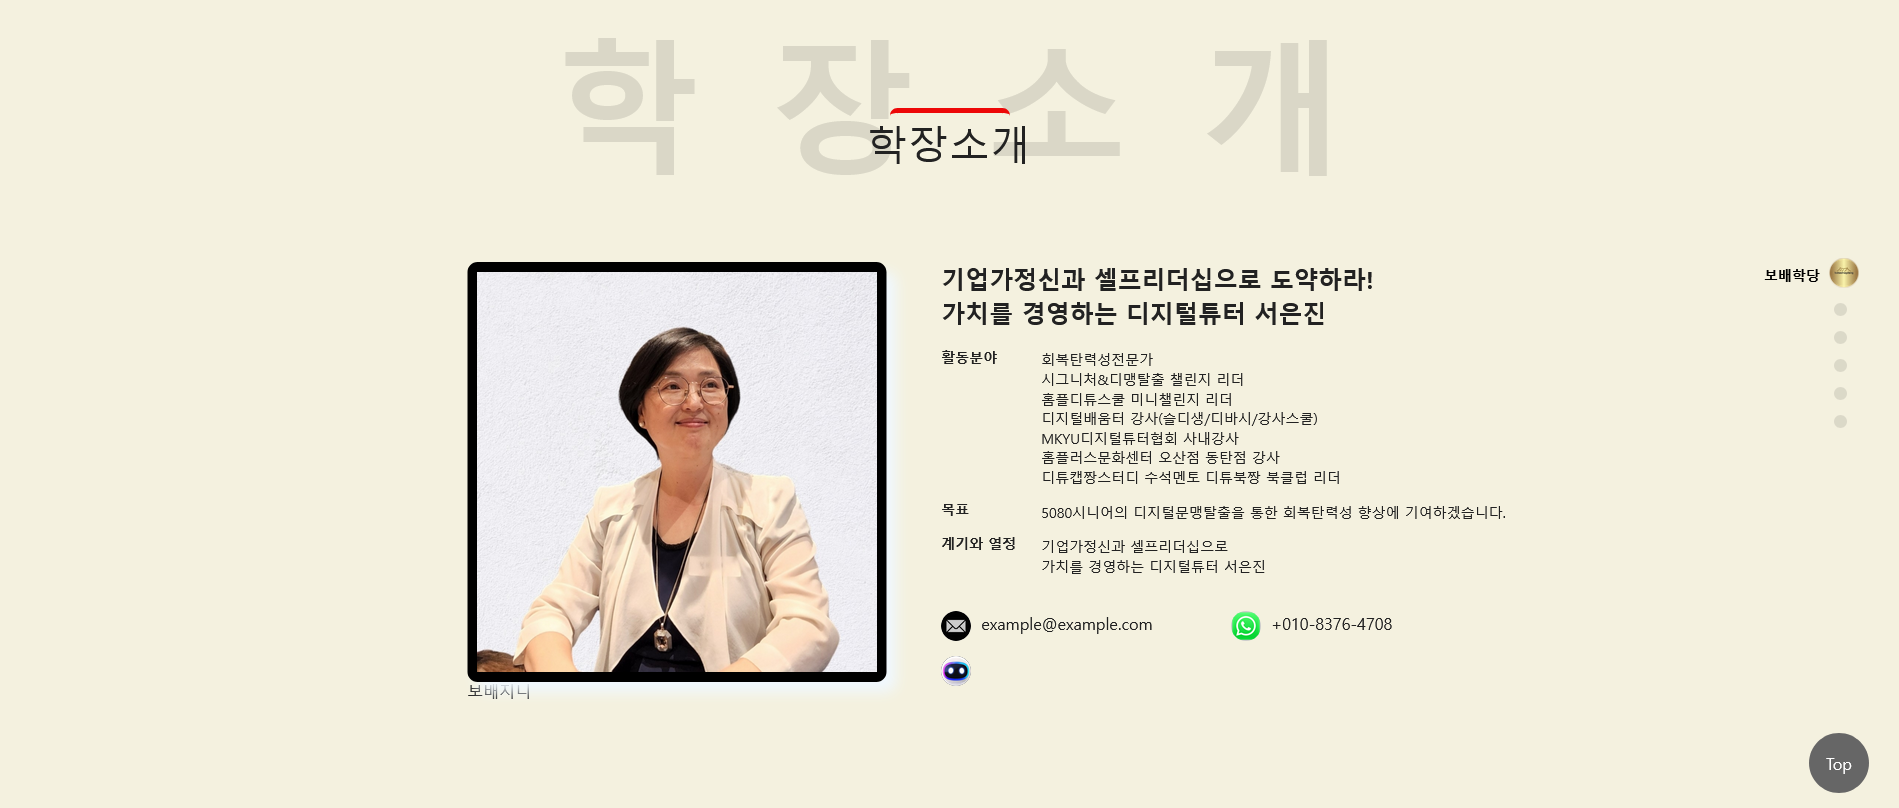 학장소개
학장소개
기업가정신과 셀프리더십으로 도약하라!
가치를 경영하는 디지털튜터 서은진
보배학당
활동분야
회복탄력성전문가
시그니처&디맹탈출 챌린지 리더
홈플디튜스쿨 미니챌린지 리더
디지털배움터 강사(슬디생/디바시/강사스쿨)
MKYU디지털튜터협회 사내강사
홈플러스문화센터 오산점 동탄점 강사
디튜캡짱스터디 수석멘토 디튜북짱 북클럽 리더
목표
5080시니어의 디지털문맹탈출을 통한 회복탄력성 향상에 기여하겠습니다.
계기와 열정
기업가정신과 셀프리더십으로
가치를 경영하는 디지털튜터 서은진
example@example.com
+010-8376-4708
보배지니
Top